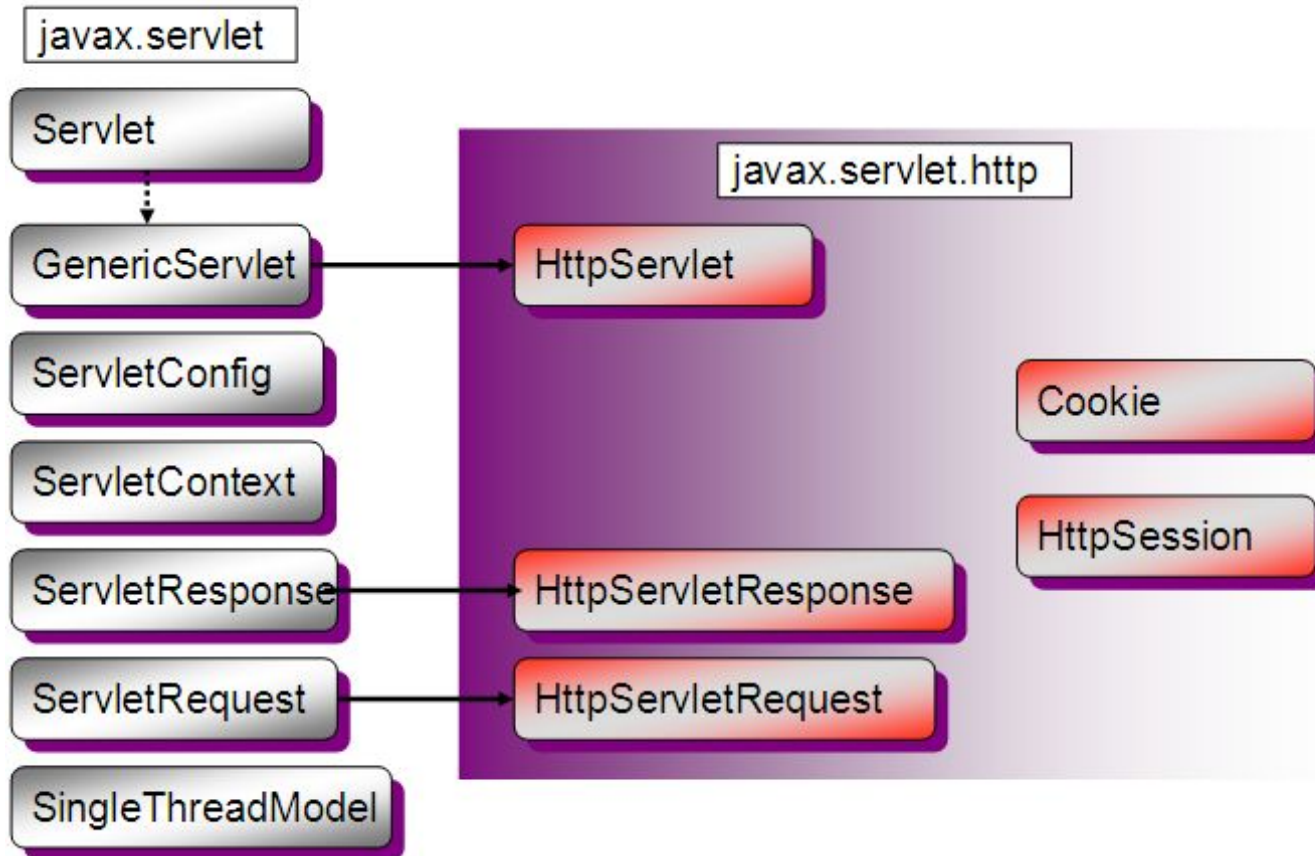 javax.servlet
Servlet
javax.servlet.http
GenericServlet
HttpServlet
ServletConfig
Cookie
ServletContext
HttpSession
ServletResponse
HttpServletResponse
ServletRequest
HttpServletRequest
SingleThreadModel